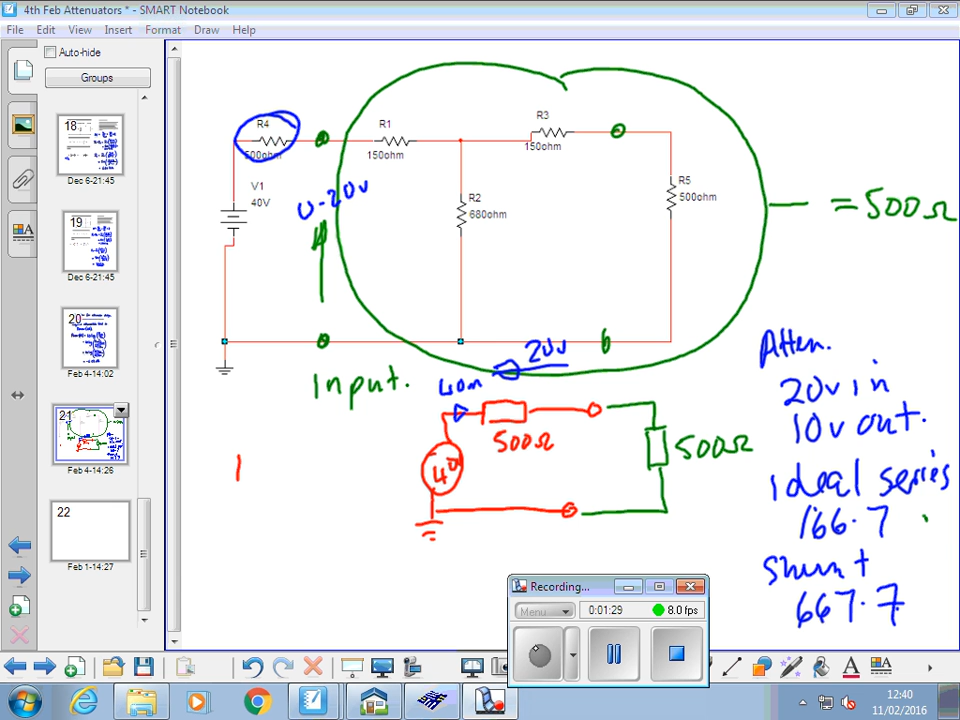 4th Feb Attenuators * - SMART Notebook
File Edit View Insert Format Draw Help
Auto-hide
Groups
18
Dec 6-21:45
19
Dec 6-21:45
20
Feb 4-14:02
21
Feb 4-14:26
22
Feb 1-14:27
R4
500ohm
R1
150ohm
R3
150ohm
V1
40V
R2
680ohm
R5
500ohm
0-20v
= 500Ω
Input.
40m
20v
500Ω
40
500Ω
Atten.
20v in
10v out.
Ideal series
166.7
Shunt
667.7
Recording...
Menu
0:01:29
8.0 fps
12:40
11/02/2016